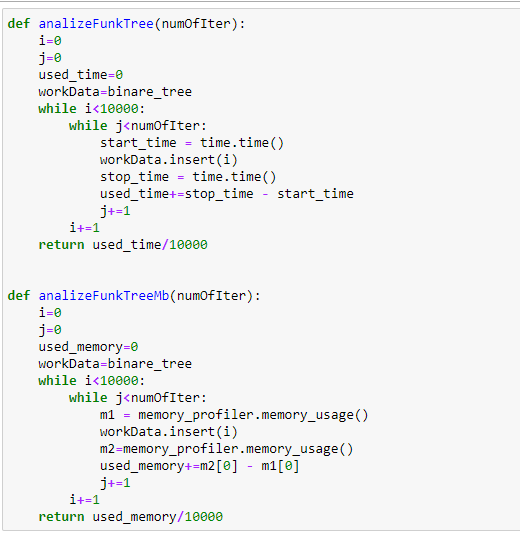 def analizeFunkTree(numOfIter):
    i=0
    j=0
    used_time=0
    workData=binare_tree
    while i<10000:
        while j<numOfIter:
            start_time = time.time()
            workData.insert(i)
            stop_time = time.time()
            used_time+=stop_time - start_time
            j+=1
        i+=1
    return used_time/10000
def analizeFunkTreeMb(numOfIter):
    i=0
    j=0
    used_memory=0
    workData=binare_tree
    while i<10000:
        while j<numOfIter:
            m1 = memory_profiler.memory_usage()
            workData.insert(i)
            m2=memory_profiler.memory_usage()
            used_memory+=m2[0] - m1[0]
            j+=1
        i+=1
    return used_memory/10000